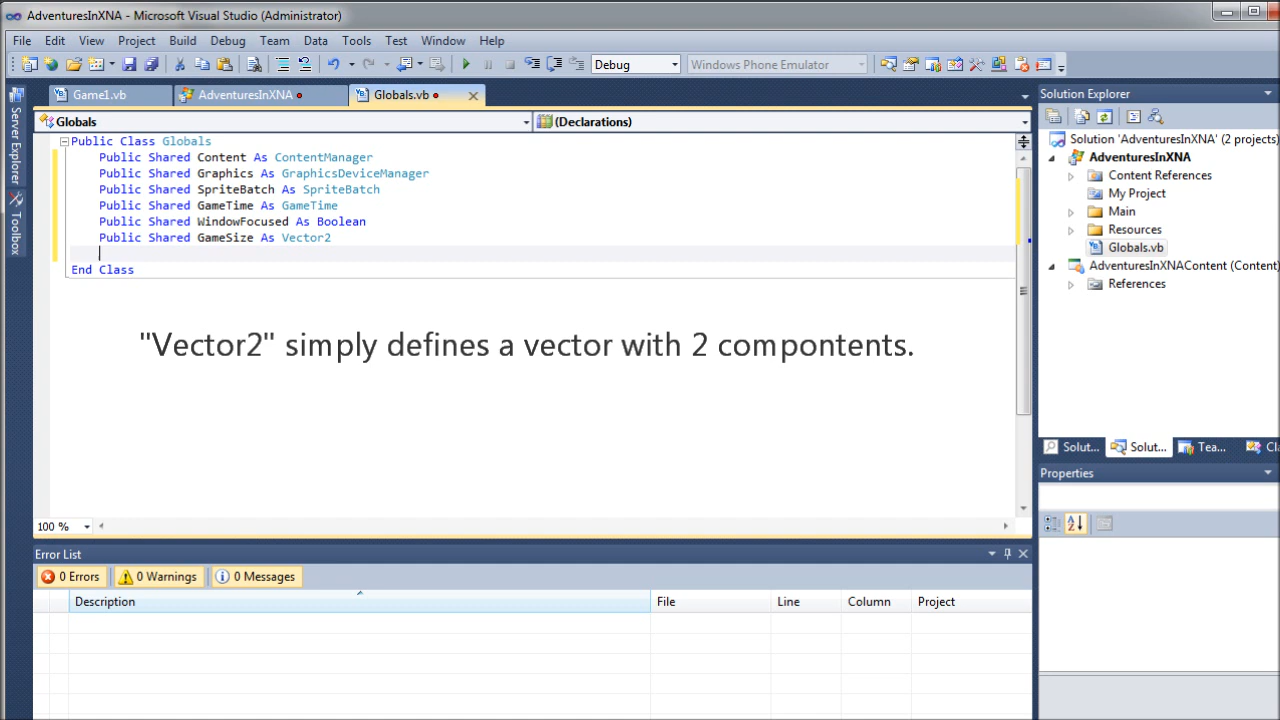 AdventuresInXNA - Microsoft Visual Studio (Administrator)
File Edit View Project Build Debug Team Data Tools Test Window Help
Debug Windows Phone Emulator
Game1.vb AdventuresInXNA Globals.vb
Globals (Declarations)
Public Class Globals
Public Shared Content As ContentManager
Public Shared Graphics As GraphicsDeviceManager
Public Shared SpriteBatch As SpriteBatch
Public Shared GameTime As GameTime
Public Shared WindowFocused As Boolean
Public Shared GameSize As Vector2
End Class
"Vector2" simply defines a vector with 2 compontents.
100 %
Server Explorer
Toolbox
Solution Explorer
Solution 'AdventuresInXNA' (2 projects)
AdventuresInXNA
Content References
My Project
Main
Resources
Globals.vb
AdventuresInXNAContent (Content)
References
Solut... Solut... Tea... Cl
Properties
Error List
0 Errors 0 Warnings 0 Messages
Description File Line Column Project